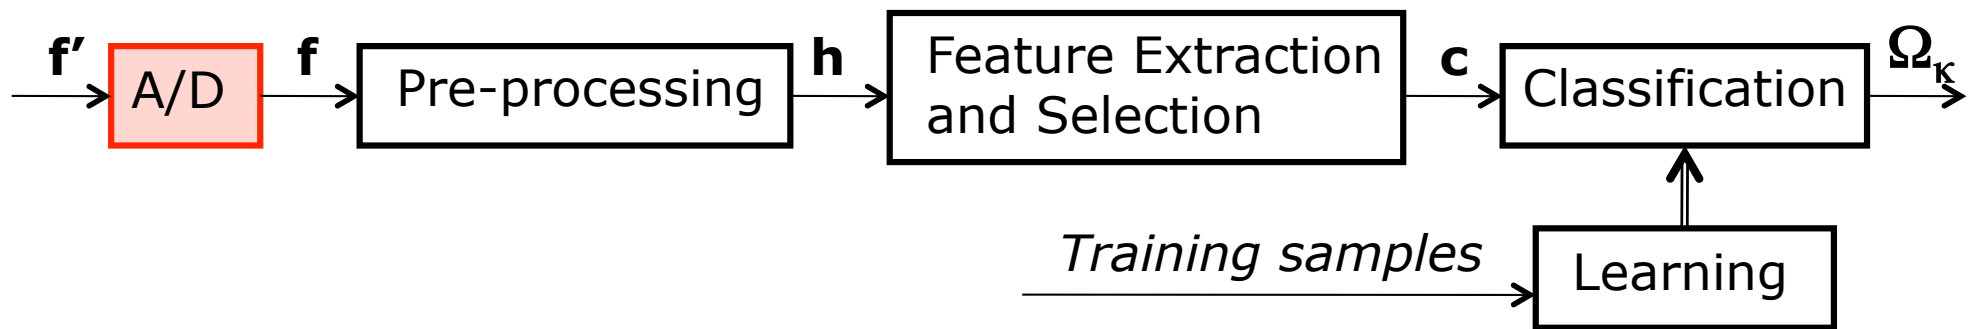 f′
A/D
f
Pre-processing
h
Feature Extraction
and Selection
c
Classification
Ωκ
Training samples
Learning